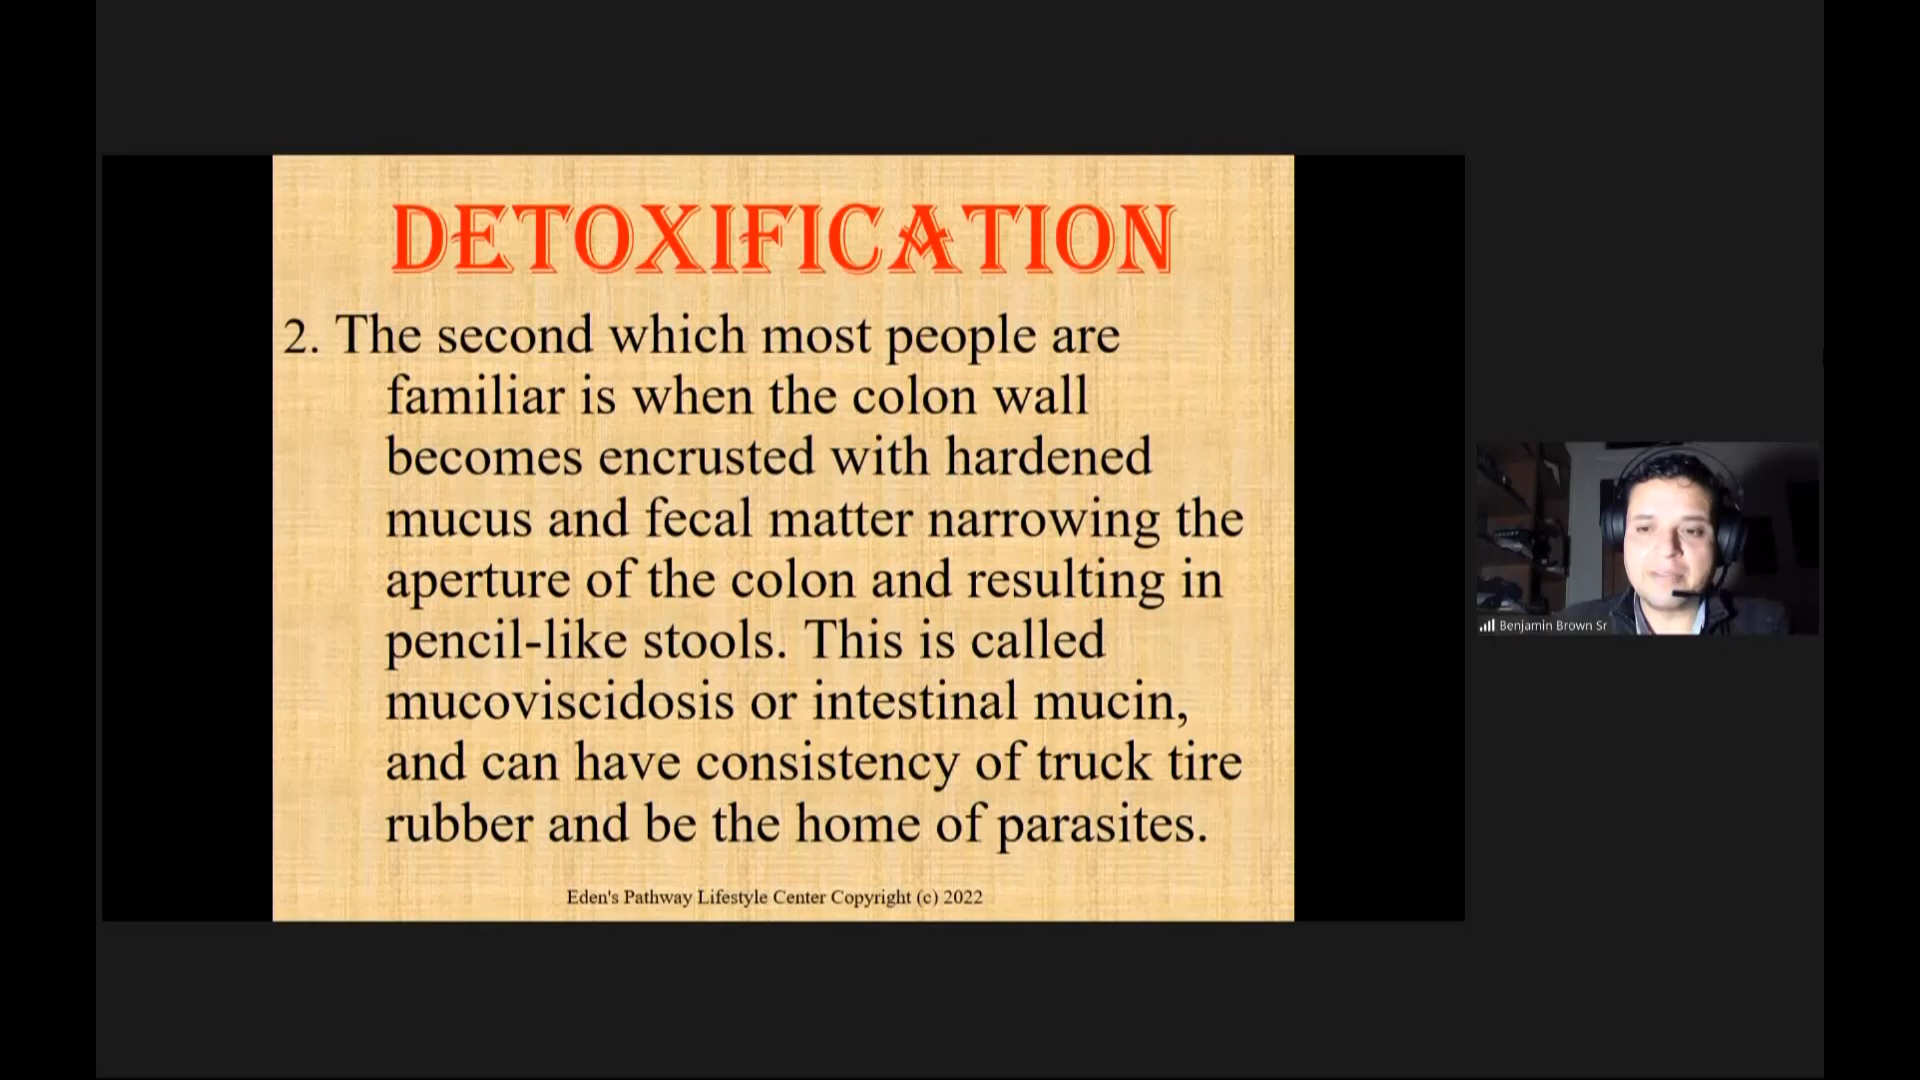 DETOXIFICATION
2. The second which most people are
familiar is when the colon wall
becomes encrusted with hardened
mucus and fecal matter narrowing the
aperture of the colon and resulting in
pencil-like stools. This is called
mucoviscidosis or intestinal mucin,
and can have consistency of truck tire
rubber and be the home of parasites.
Eden's Pathway Lifestyle Center Copyright (c) 2022
Benjamin Brown Sr